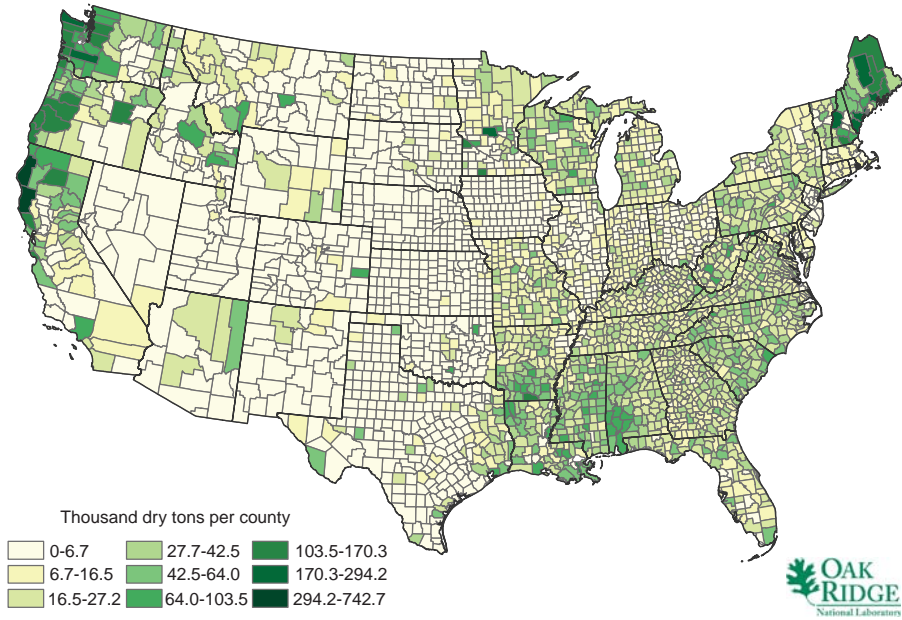 Thousand dry tons per county
0-6.7 27.7-42.5 103.5-170.3
6.7-16.5 42.5-64.0 170.3-294.2
16.5-27.2 64.0-103.5 294.2-742.7
OAK
RIDGE
National Laboratory